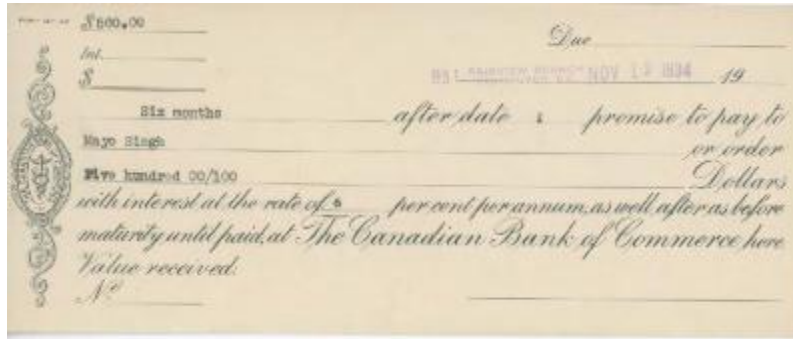 $500.00
Due
Int.
$
NOV 13 1934 19
Six months after date I promise to pay to
Mayo Singh or order
Five hundred 00/100 Dollars
with interest at the rate of 6 per cent per annum, as well after as before
maturity until paid, at The Canadian Bank of Commerce here
Value received.
No